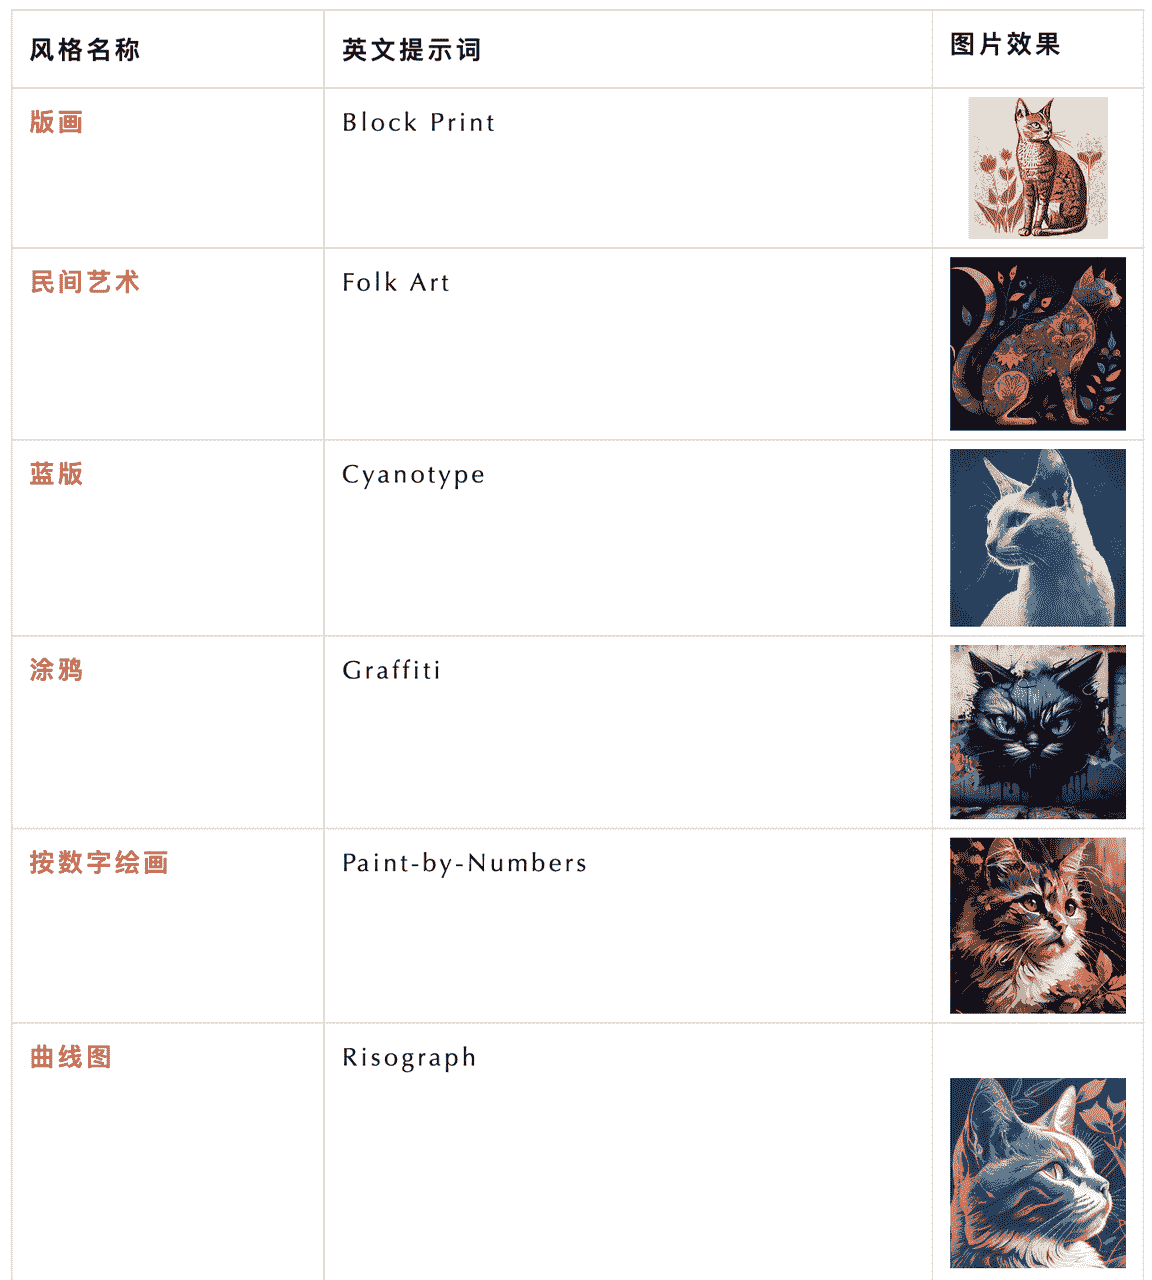 风格名称
英文提示词
图片效果
版画
Block Print
民间艺术
Folk Art
蓝版
Cyanotype
涂鸦
Graffiti
按数字绘画
Paint-by-Numbers
曲线图
Risograph